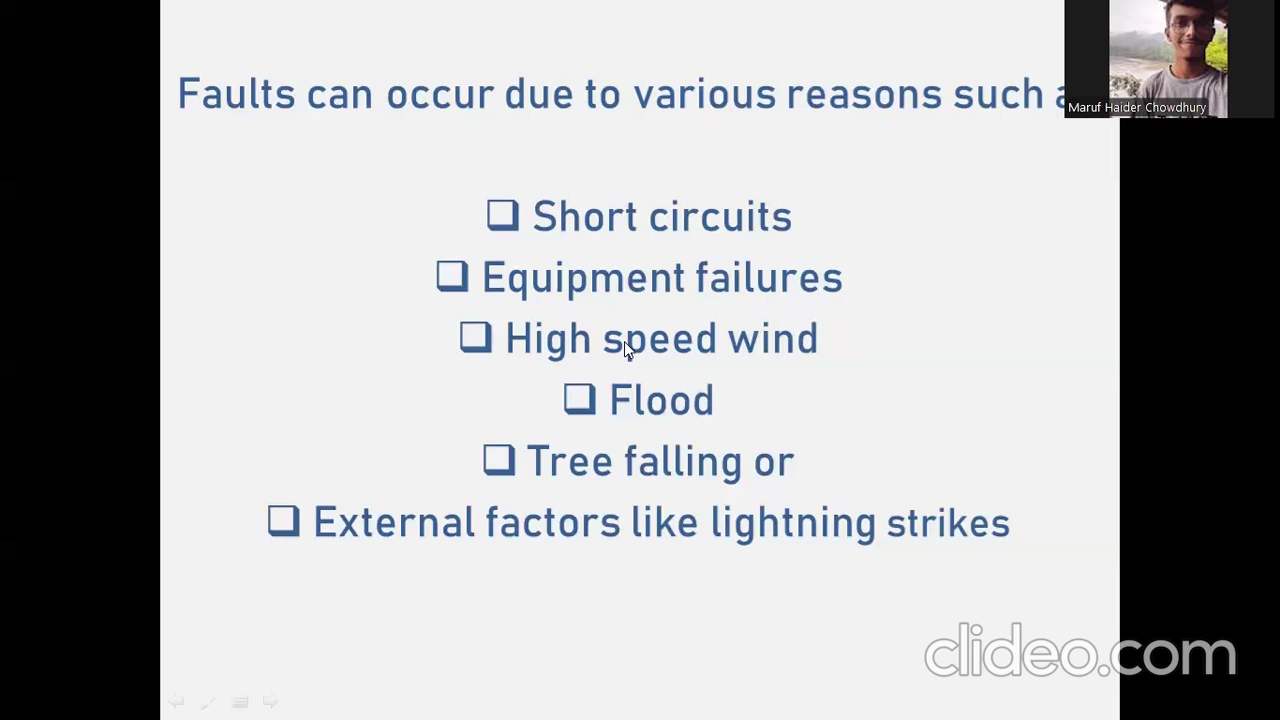 Faults can occur due to various reasons such
Maruf Haider Chowdhury
Short circuits
Equipment failures
High speed wind
Flood
Tree falling or
External factors like lightning strikes
clideo.com